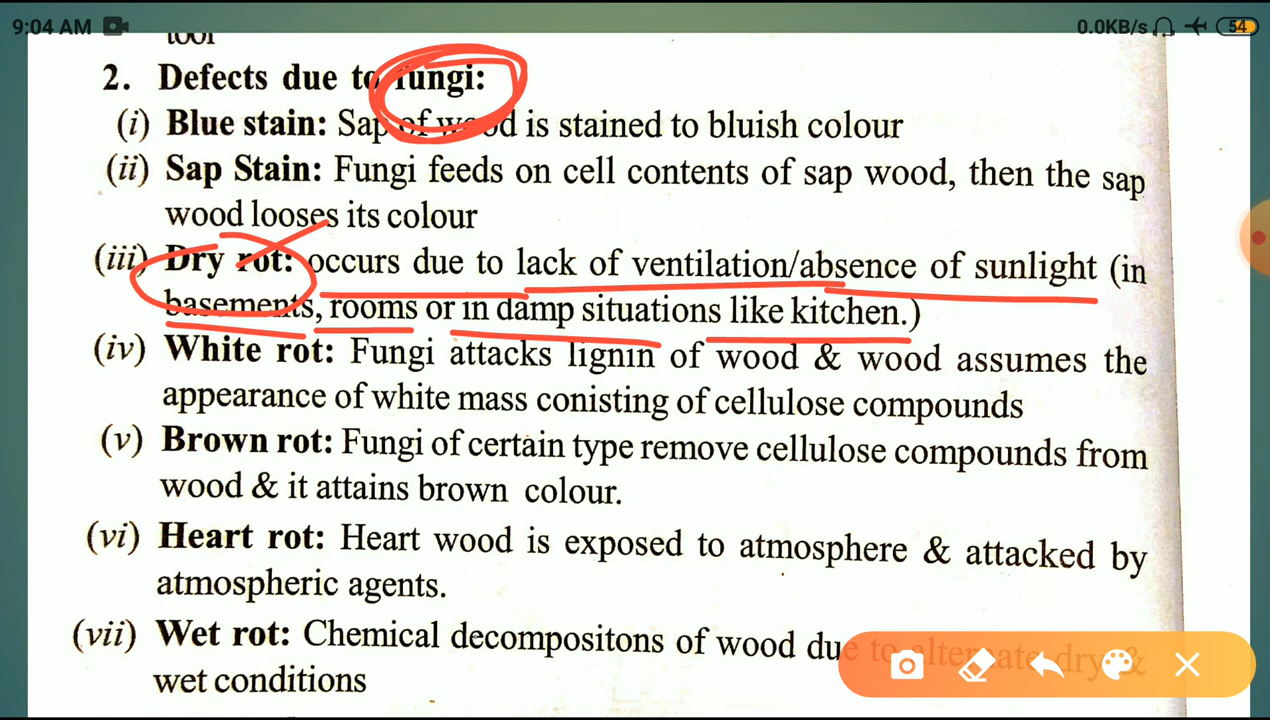 9:04 AM
0.0KB/s
54
tool
2. Defects due to fungi:
(i) Blue stain: Sap of wood is stained to bluish colour
(ii) Sap Stain: Fungi feeds on cell contents of sap wood, then the sap
wood looses its colour
(iii) Dry rot: occurs due to lack of ventilation/absence of sunlight (in
basements, rooms or in damp situations like kitchen.)
(iv) White rot: Fungi attacks lignin of wood & wood assumes the
appearance of white mass conisting of cellulose compounds
(v) Brown rot: Fungi of certain type remove cellulose compounds from
wood & it attains brown colour.
(vi) Heart rot: Heart wood is exposed to atmosphere & attacked by
atmospheric agents.
(vii) Wet rot: Chemical decompositons of wood due to alternate dry &
wet conditions